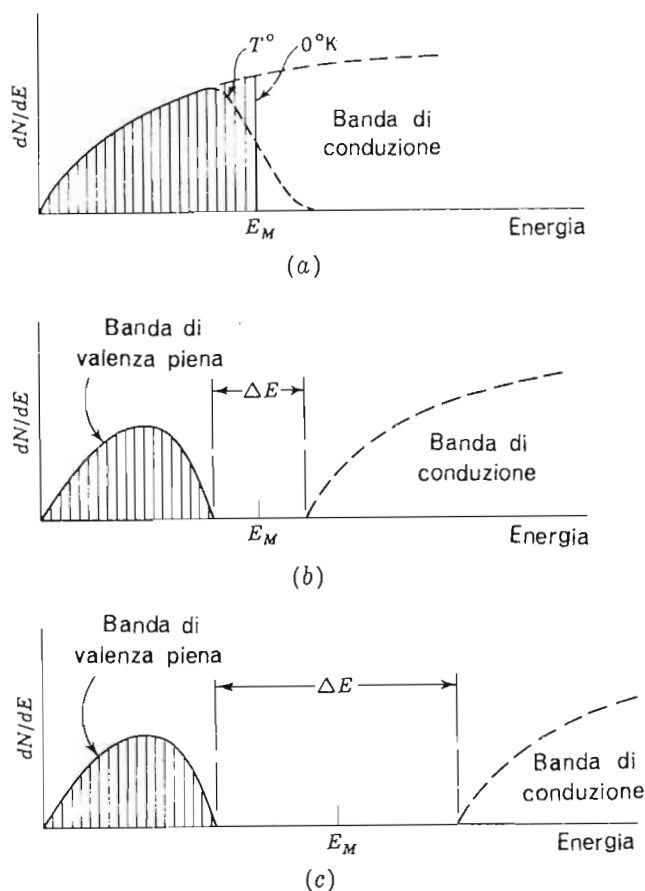 dN/dE
T°
0°K
Banda di
conduzione
E_M
Energia
(a)
Banda di
valenza piena
dN/dE
ΔE
Banda di
conduzione
E_M
Energia
(b)
Banda di
valenza piena
dN/dE
ΔE
Banda di
conduzione
E_M
Energia
(c)